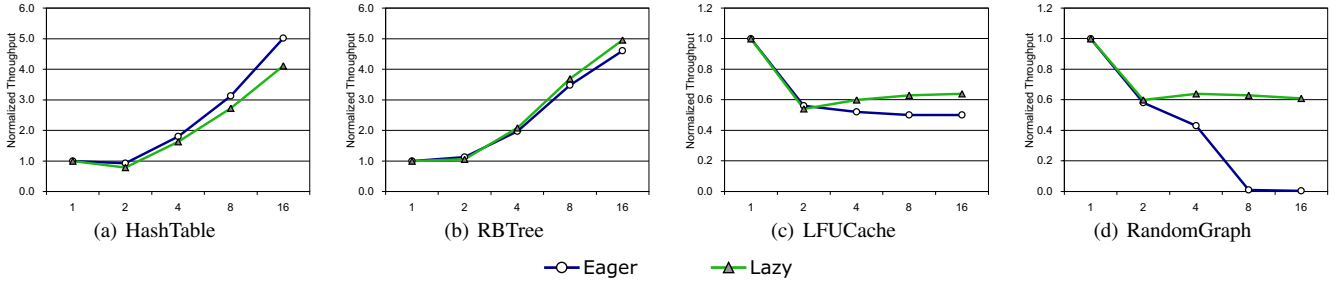 Normalized Throughput
6.0
5.0
4.0
3.0
2.0
1.0
0.0
1 2 4 8 16
(a) HashTable
Normalized Throughput
6.0
5.0
4.0
3.0
2.0
1.0
0.0
1 2 4 8 16
(b) RBTree
Normalized Throughput
1.2
1.0
0.8
0.6
0.4
0.2
0.0
1 2 4 8 16
(c) LFUCache
Normalized Throughput
1.2
1.0
0.8
0.6
0.4
0.2
0.0
1 2 4 8 16
(d) RandomGraph
Eager Lazy